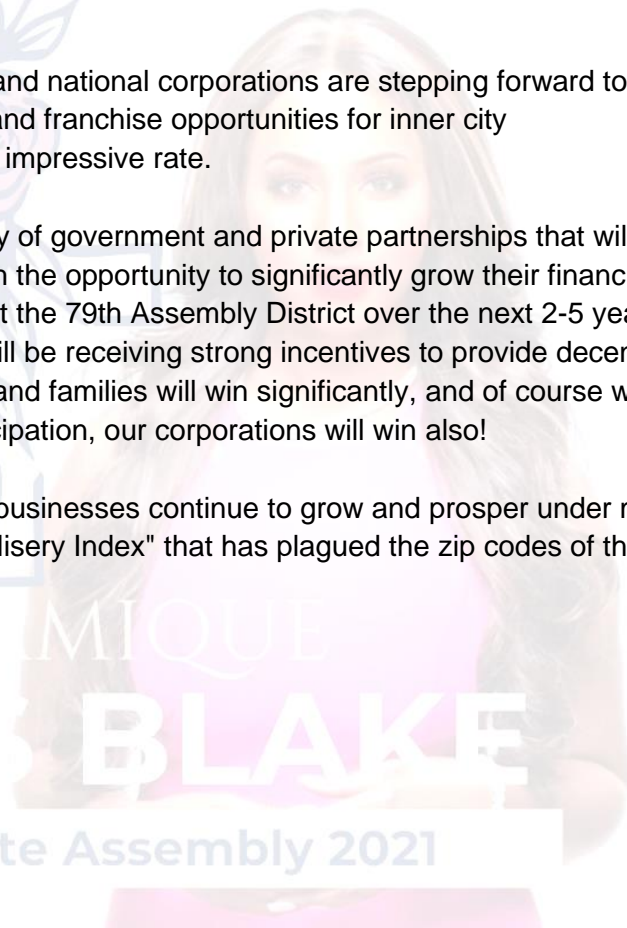 and national corporations are stepping forward to
and franchise opportunities for inner city
impressive rate.
of government and private partnerships that wil
the opportunity to significantly grow their financ
the 79th Assembly District over the next 2-5 yea
be receiving strong incentives to provide decen
and families will win significantly, and of course w
cipation, our corporations will win also!
businesses continue to grow and prosper under
isery Index" that has plagued the zip codes of th
MIQUE
S BLAKE
te Assembly 2021